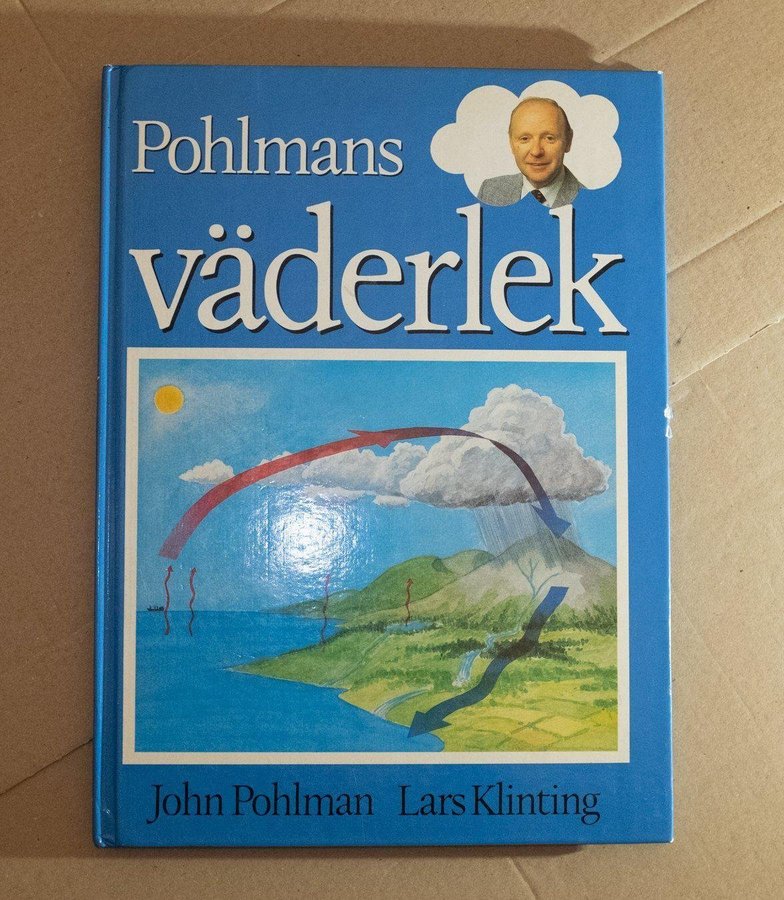 Pohlmans
väderlek
John Pohlman Lars Klinting